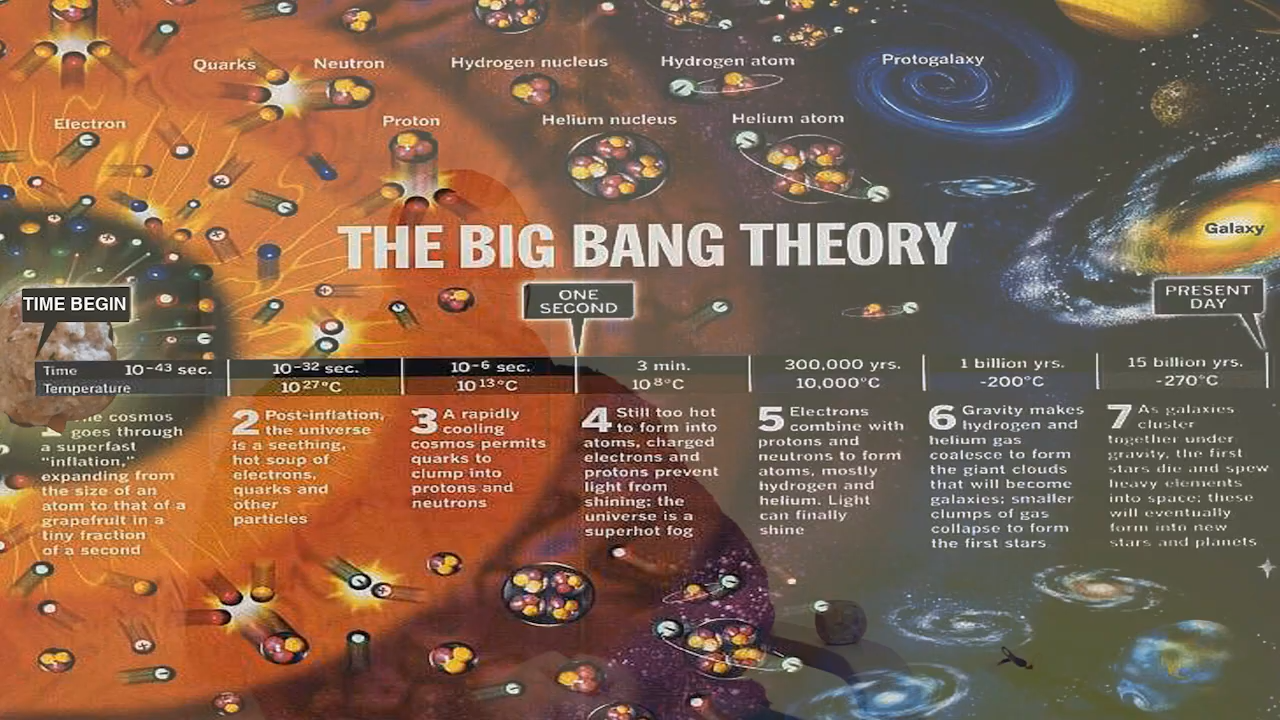 Quarks
Neutron
Hydrogen nucleus
Hydrogen atom
Protogalaxy
Electron
Proton
Helium nucleus
Helium atom
THE BIG BANG THEORY
Galaxy
TIME BEGIN
ONE
SECOND
PRESENT
DAY
Time 10⁻⁴³ sec. 10⁻³² sec. 10⁻⁶ sec. 3 min. 300,000 yrs. 1 billion yrs. 15 billion yrs.
Temperature 10²⁷°C 10¹³°C 10⁸°C 10,000°C -200°C -270°C
cosmos
goes through
a superfast
"inflation,"
expanding from
the size of an
atom to that of a
grapefruit in a
tiny fraction
of a second
2 Post-inflation,
the universe
is a seething,
hot soup of
electrons,
quarks and
other
particles
3 A rapidly
cooling
cosmos permits
quarks to
clump into
protons and
neutrons
4 Still too hot
to form into
atoms, charged
electrons and
protons prevent
light from
shining; the
universe is a
superhot fog
5 Electrons
combine with
protons and
neutrons to form
atoms, mostly
hydrogen and
helium. Light
can finally
shine
6 Gravity makes
hydrogen and
helium gas
coalesce to form
the giant clouds
that will become
galaxies; smaller
clumps of gas
collapse to form
the first stars
7 As galaxies
cluster
together under
gravity, the first
stars die and spew
heavy elements
into space; these
will eventually
form into new
stars and planets